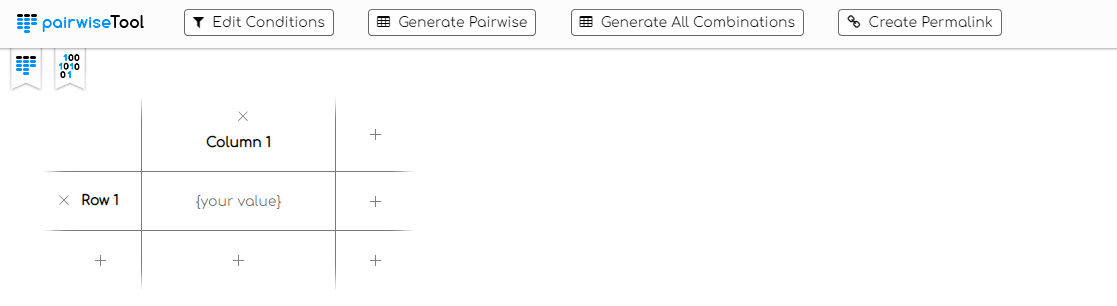 pairwiseTool Edit Conditions Generate Pairwise Generate All Combinations Create Permalink
100
1010
01
Column 1
Row 1 {your value}